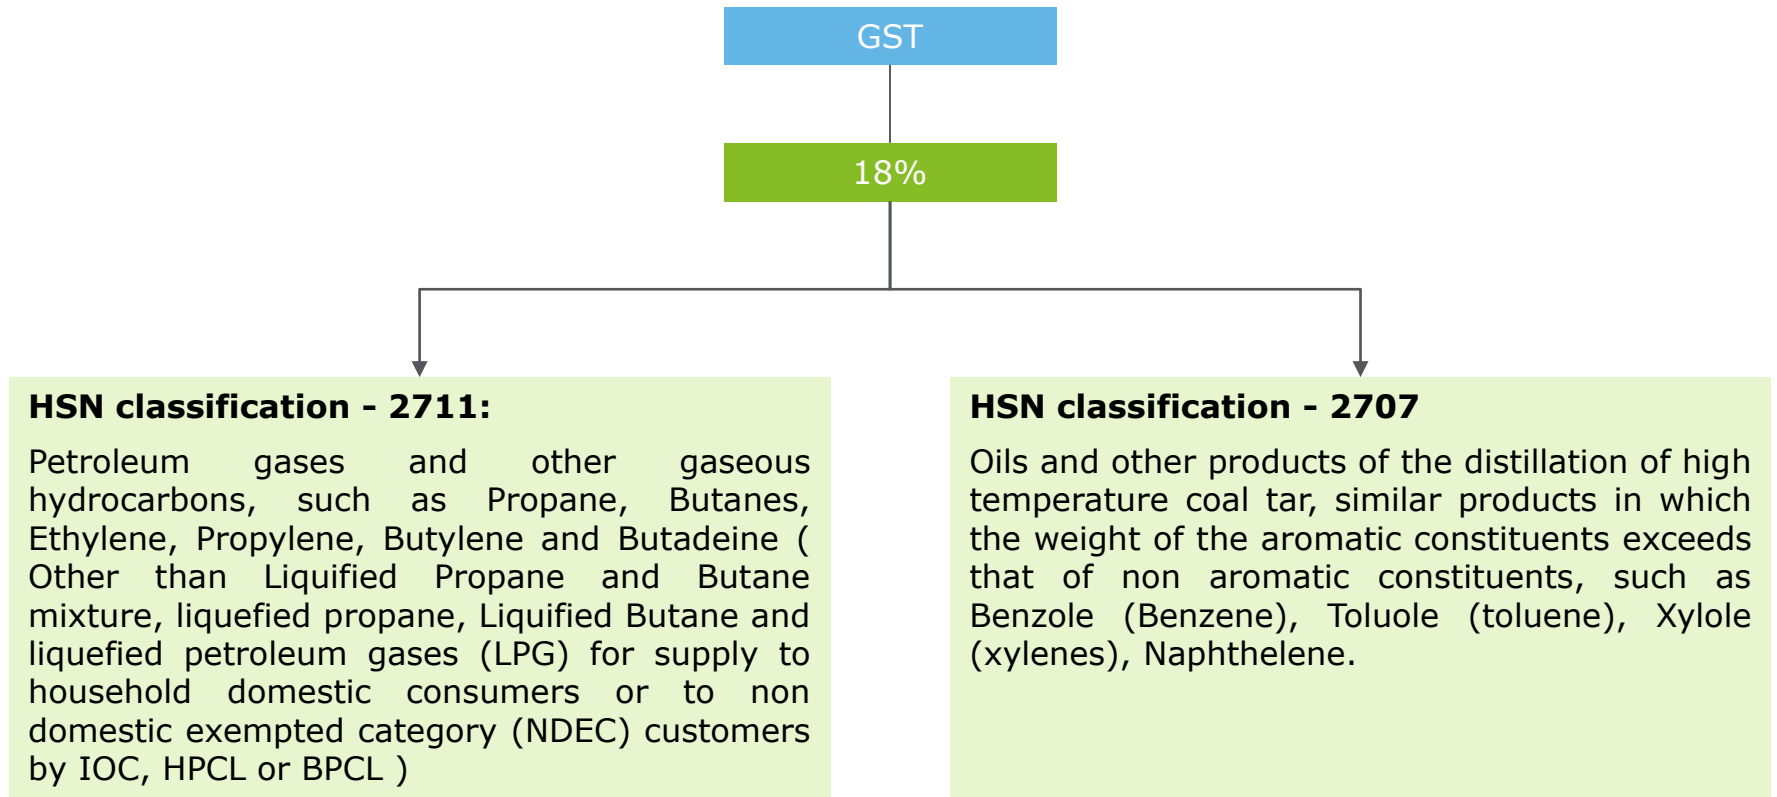 GST
18%
HSN classification - 2711:
Petroleum gases and other gaseous
hydrocarbons, such as Propane, Butanes,
Ethylene, Propylene, Butylene and Butadeine (
Other than Liquified Propane and Butane
mixture, liquefied propane, Liquified Butane and
liquefied petroleum gases (LPG) for supply to
household domestic consumers or to non
domestic exempted category (NDEC) customers
by IOC, HPCL or BPCL )
HSN classification - 2707
Oils and other products of the distillation of high
temperature coal tar, similar products in which
the weight of the aromatic constituents exceeds
that of non aromatic constituents, such as
Benzole (Benzene), Toluole (toluene), Xylole
(xylenes), Naphthelene.